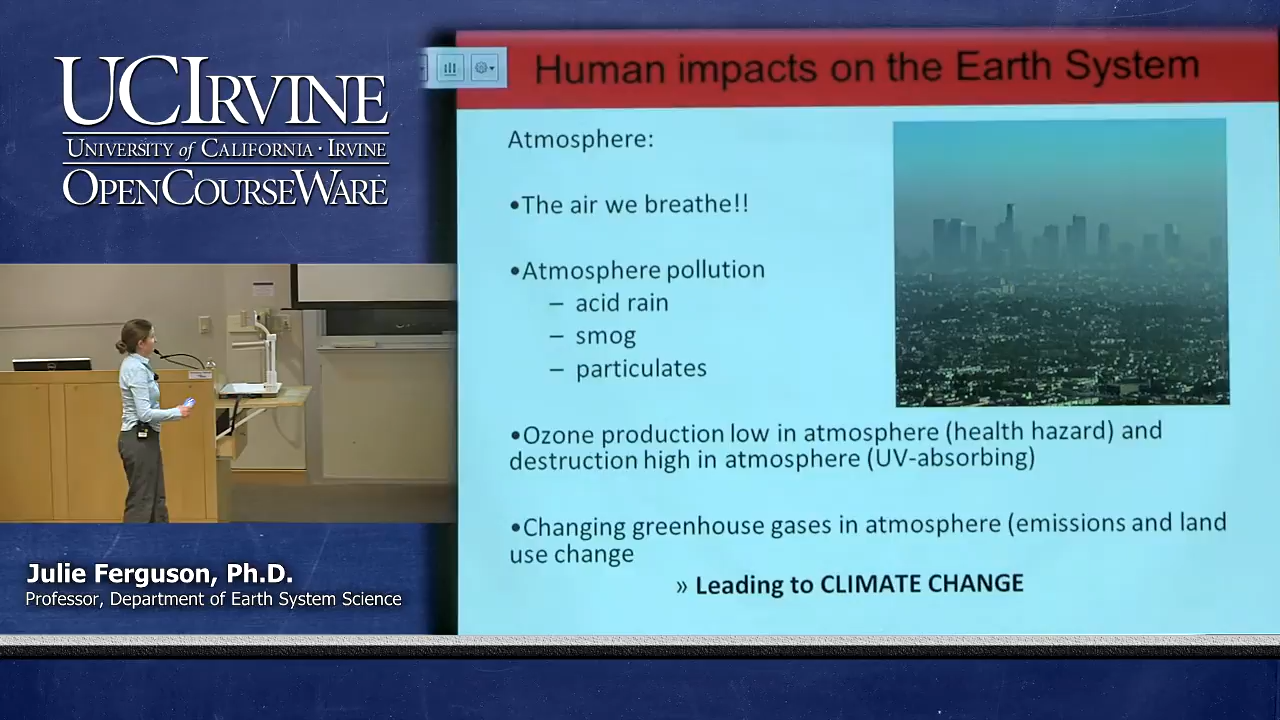 UCIRVINE
UNIVERSITY of CALIFORNIA · IRVINE
OPENCOURSEWARE
Human impacts on the Earth System
Atmosphere:
•The air we breathe!!
•Atmosphere pollution
– acid rain
– smog
– particulates
•Ozone production low in atmosphere (health hazard) and
destruction high in atmosphere (UV-absorbing)
•Changing greenhouse gases in atmosphere (emissions and land
use change
» Leading to CLIMATE CHANGE
Julie Ferguson, Ph.D.
Professor, Department of Earth System Science